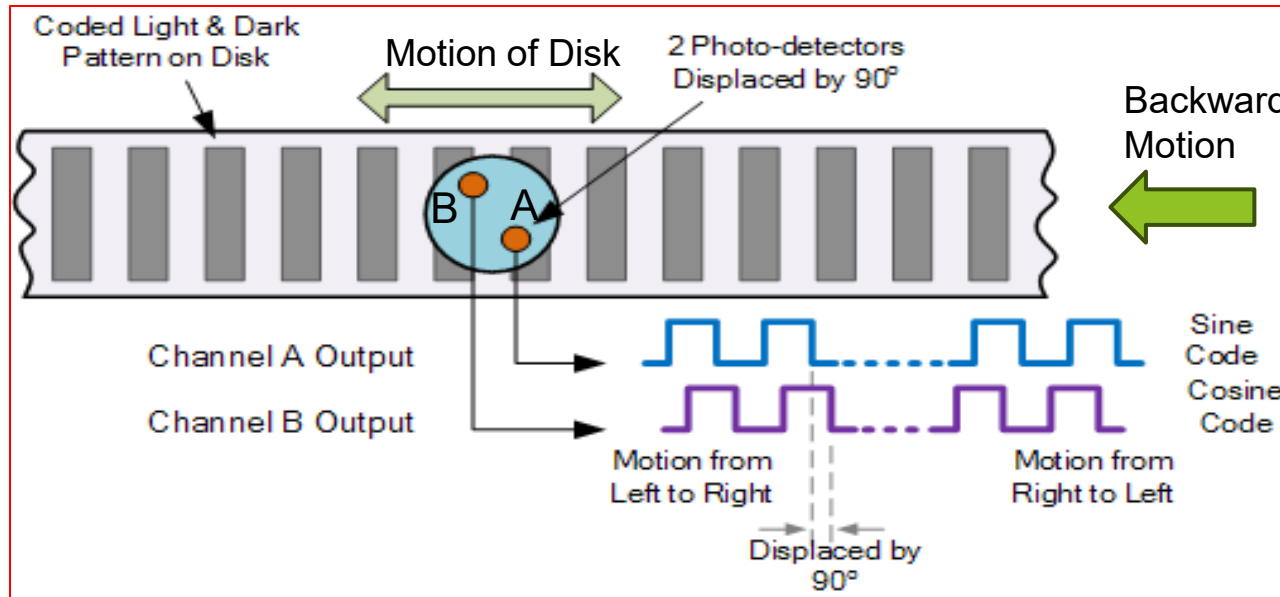 Coded Light & Dark
Pattern on Disk
Motion of Disk
2 Photo-detectors
Displaced by 90°
Backward
Motion
B
A
Channel A Output
Sine
Code
Channel B Output
Cosine
Code
Motion from
Left to Right
Motion from
Right to Left
Displaced by
90°